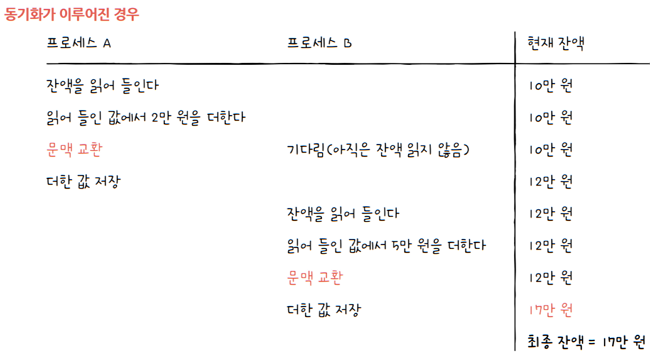 동기화가 이루어진 경우
프로세스 A 프로세스 B 현재 잔액
잔액을 읽어 들인다 10만 원
읽어 들인 값에서 2만 원을 더한다 10만 원
문맥 교환 기다림(아직은 잔액 읽지 않음) 10만 원
더한 값 저장 12만 원
잔액을 읽어 들인다 12만 원
읽어 들인 값에서 5만 원을 더한다 12만 원
문맥 교환 12만 원
더한 값 저장 17만 원
최종 잔액 = 17만 원